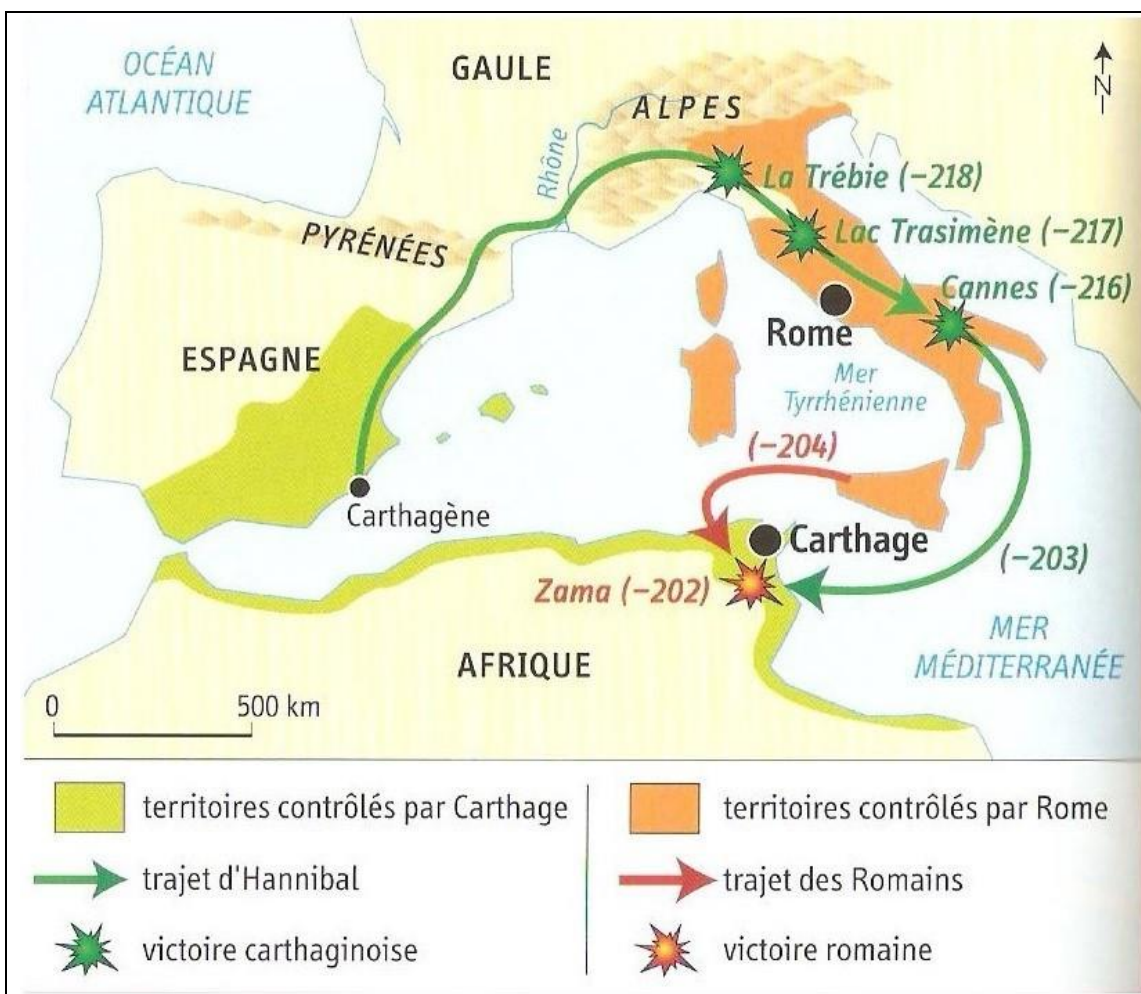 OCÉAN
ATLANTIQUE
GAULE
N
ALPES
Rhône
La Trébie (–218)
PYRÉNÉES
Lac Trasimène (–217)
Cannes (–216)
ESPAGNE
Rome
Mer
Tyrrhénienne
(–204)
Carthagène
Carthage
(–203)
Zama (–202)
MER
MÉDITERRANÉE
AFRIQUE
0 500 km
territoires contrôlés par Carthage
trajet d'Hannibal
victoire carthaginoise
territoires contrôlés par Rome
trajet des Romains
victoire romaine